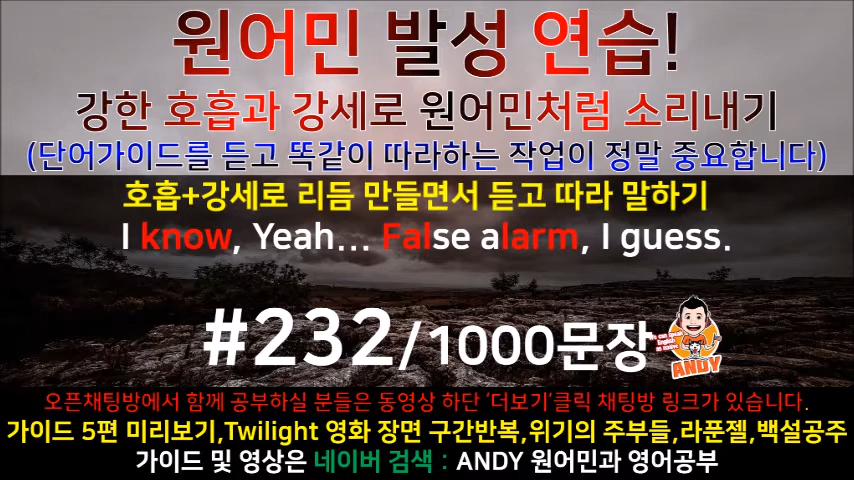 원어민 발성 연습!
강한 호흡과 강세로 원어민처럼 소리내기
(단어가이드를 듣고 똑같이 따라하는 작업이 정말 중요합니다)
호흡+강세로 리듬 만들면서 듣고 따라 말하기
I know, Yeah... False alarm, I guess.
#232/1000문장
ANDY
오픈채팅방에서 함께 공부하실 분들은 동영상 하단 '더보기'클릭 채팅방 링크가 있습니다.
가이드 5편 미리보기,Twilight 영화 장면 구간반복,위기의 주부들,라푼젤,백설공주
가이드 및 영상은 네이버 검색 : ANDY 원어민과 영어공부